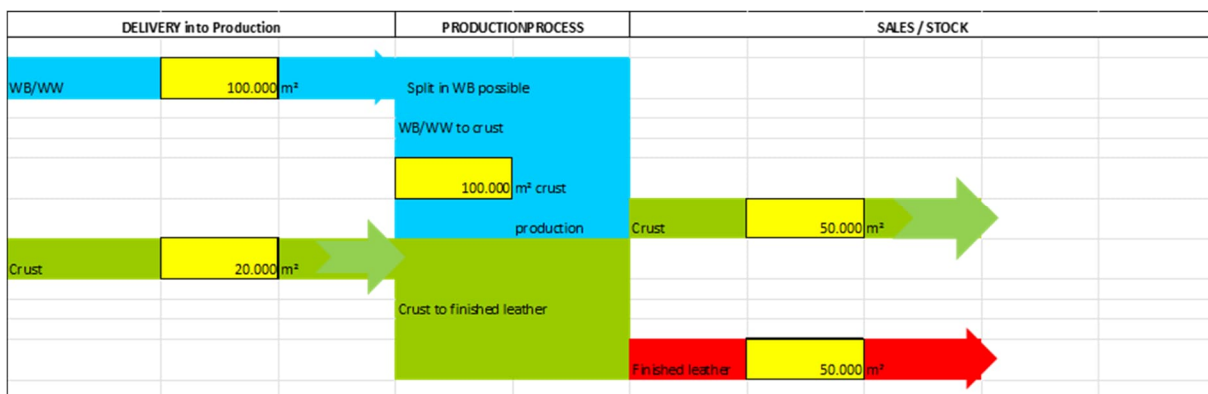 DELIVERY into Production PRODUCTIONPROCESS SALES / STOCK
WB/WW 100.000 m² Split in WB possible
WB/WW to crust
100.000 m² crust
production Crust 50.000 m²
Crust 20.000 m²
Crust to finished leather
Finished leather 50.000 m²